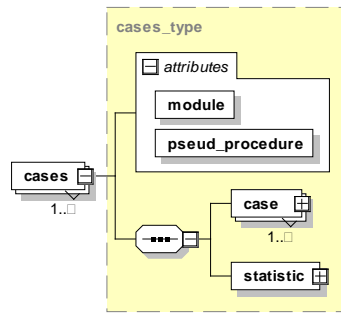 cases_type
attributes
module
pseud_procedure
cases
1..□
case
1..□
statistic